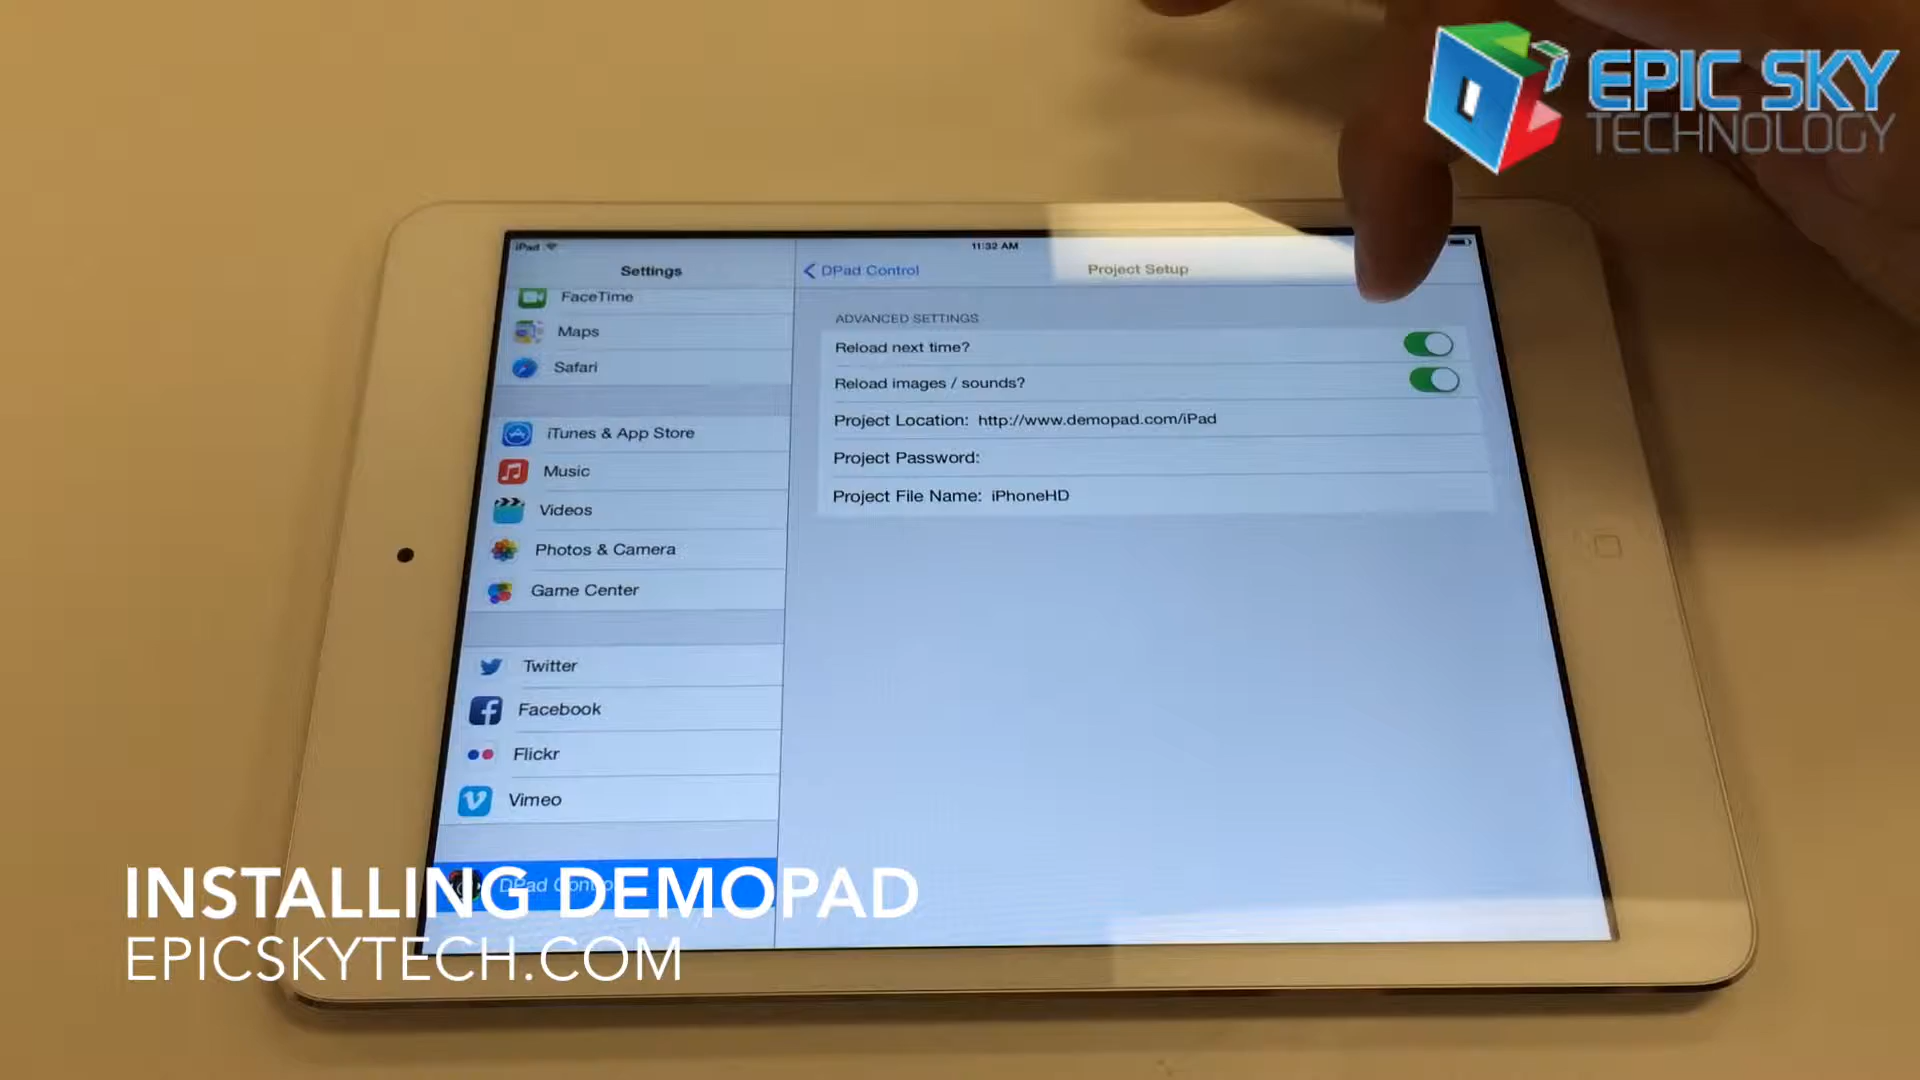 EPIC SKY
TECHNOLOGY
iPad
11:32 AM
Settings
DPad Control
Project Setup
FaceTime
Maps
Safari
iTunes & App Store
Music
Videos
Photos & Camera
Game Center
Twitter
Facebook
Flickr
Vimeo
DPad Control
ADVANCED SETTINGS
Reload next time?
Reload images / sounds?
Project Location: http://www.demopad.com/iPad
Project Password:
Project File Name: iPhoneHD
INSTALLING DEMOPAD
EPICSKYTECH.COM